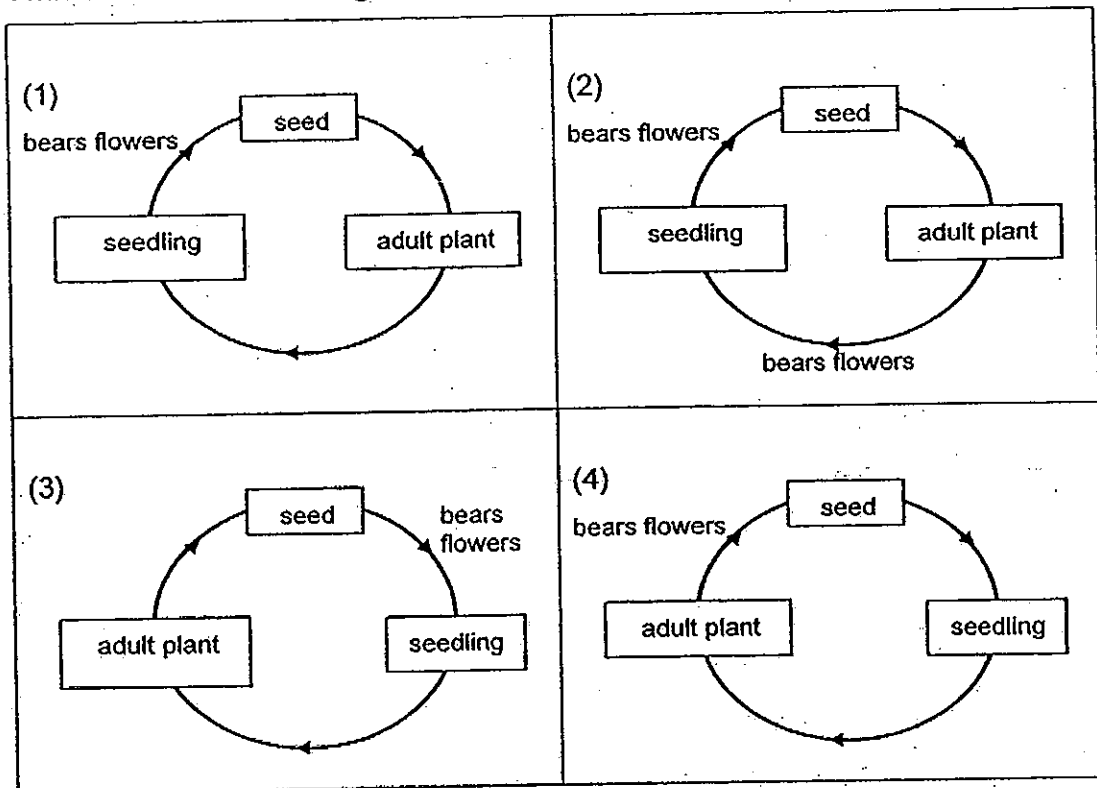 (1)
bears flowers
seed
seedling
adult plant
(2)
bears flowers
seed
seedling
adult plant
bears flowers
(3)
seed
bears
flowers
adult plant
seedling
(4)
bears flowers
seed
adult plant
seedling